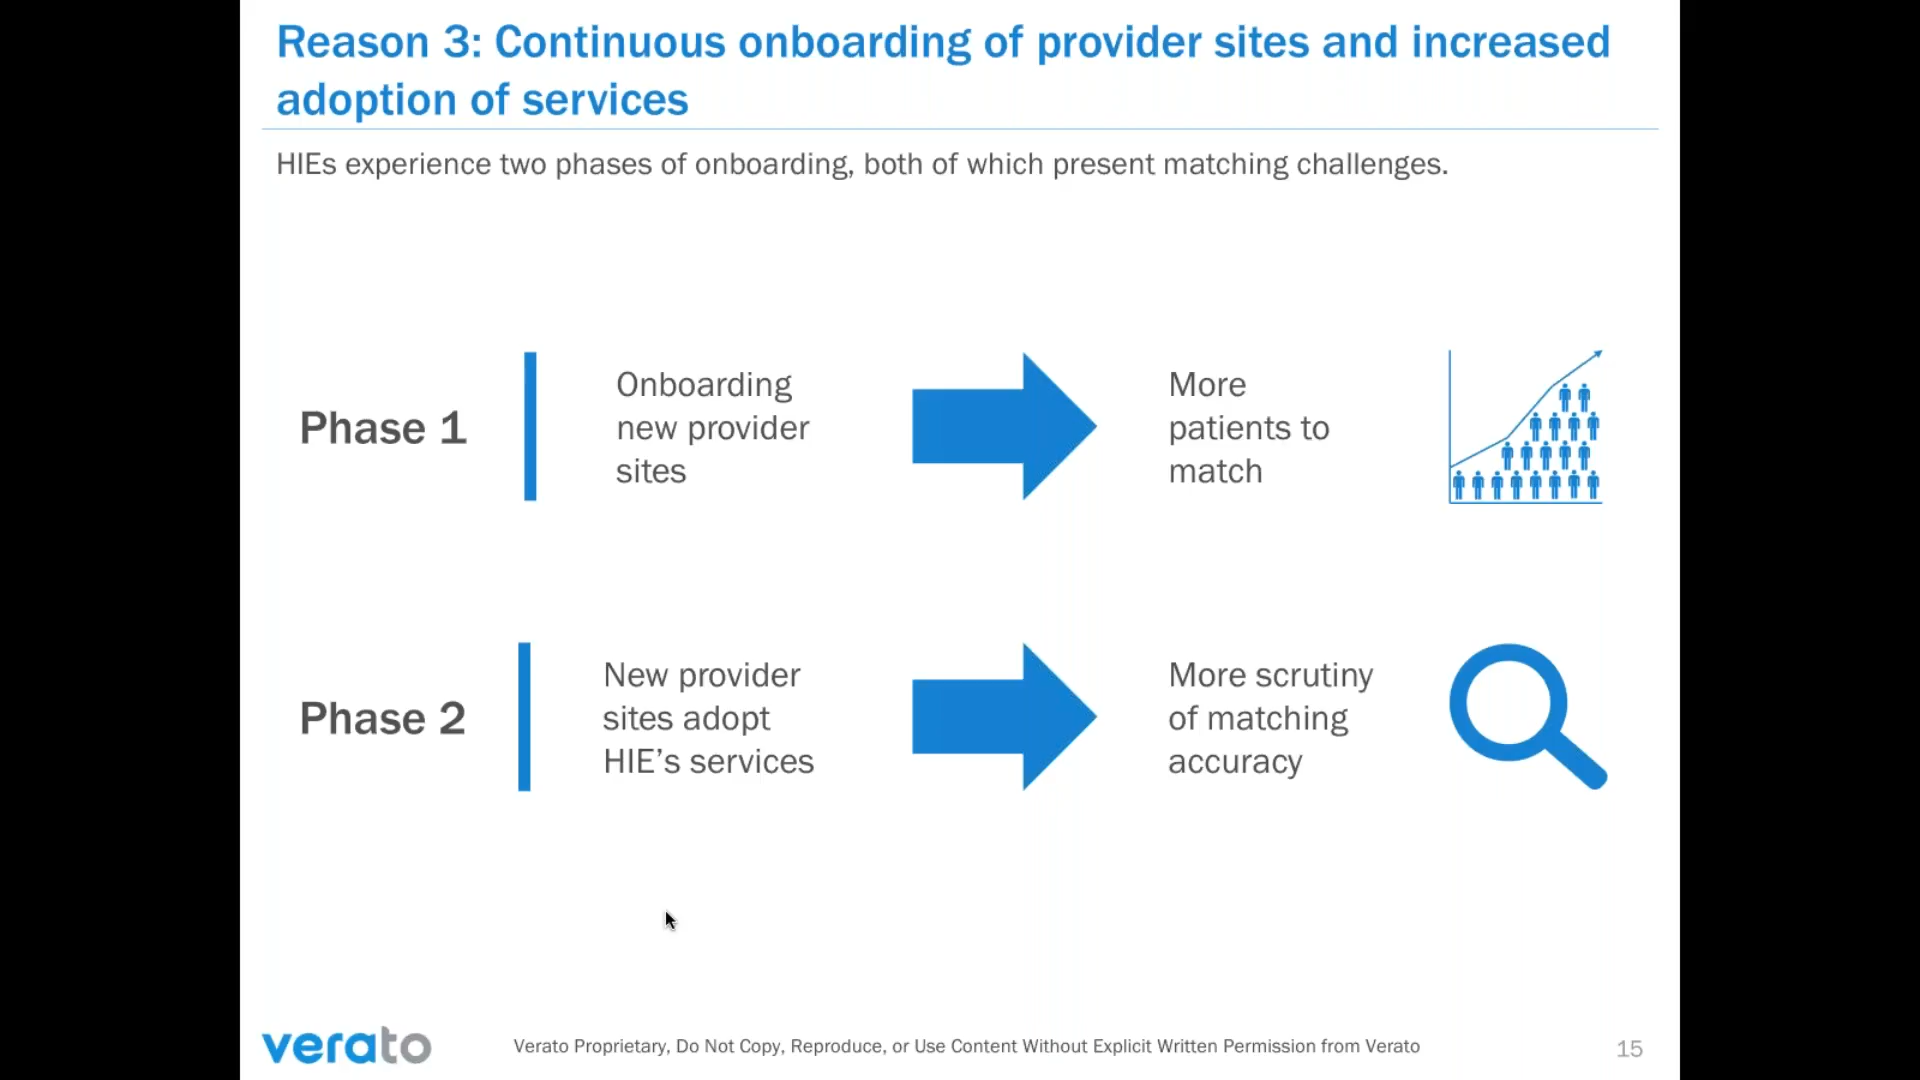 Reason 3: Continuous onboarding of provider sites and increased
adoption of services
HIEs experience two phases of onboarding, both of which present matching challenges.
Phase 1
Onboarding
new provider
sites
More
patients to
match
Phase 2
New provider
sites adopt
HIE’s services
More scrutiny
of matching
accuracy
verato
Verato Proprietary, Do Not Copy, Reproduce, or Use Content Without Explicit Written Permission from Verato
15